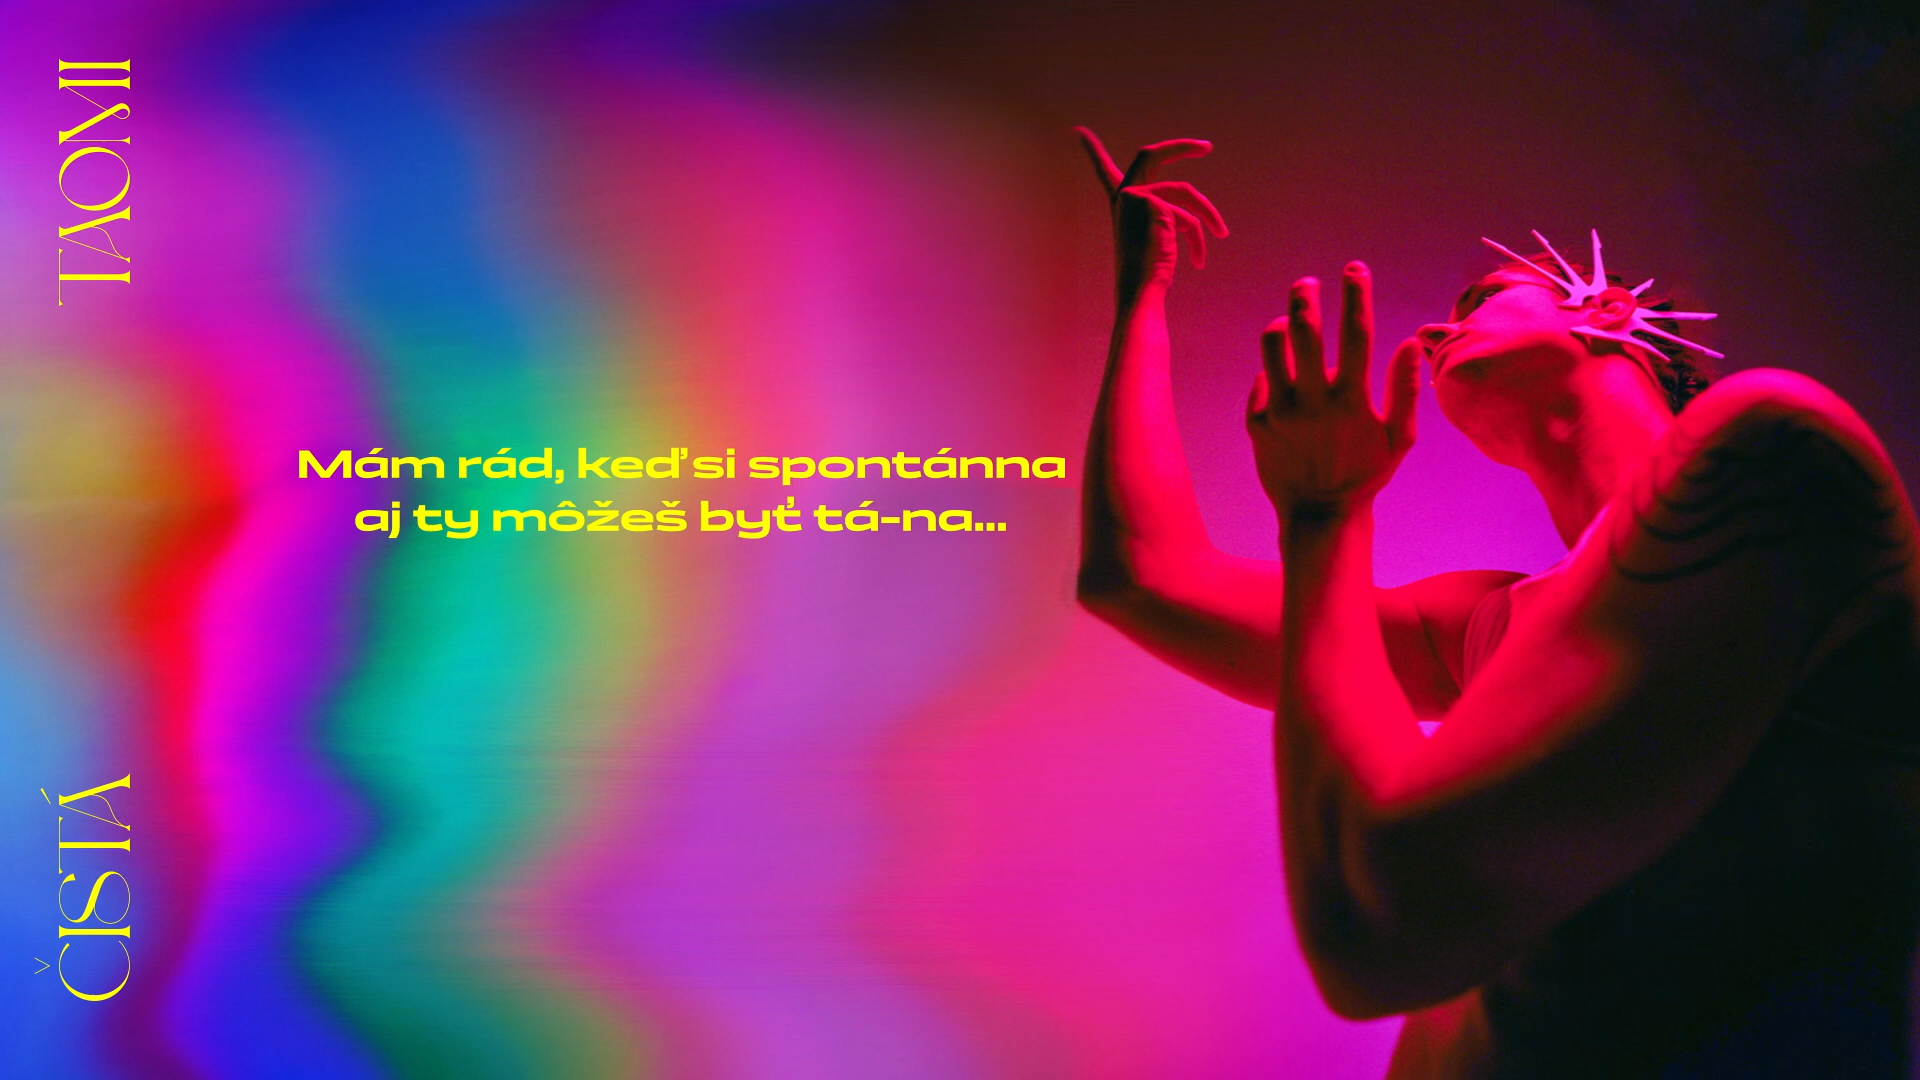 TAOMI
ČISTÁ
Mám rád, keď si spontánna
aj ty môžeš byť tá-na...